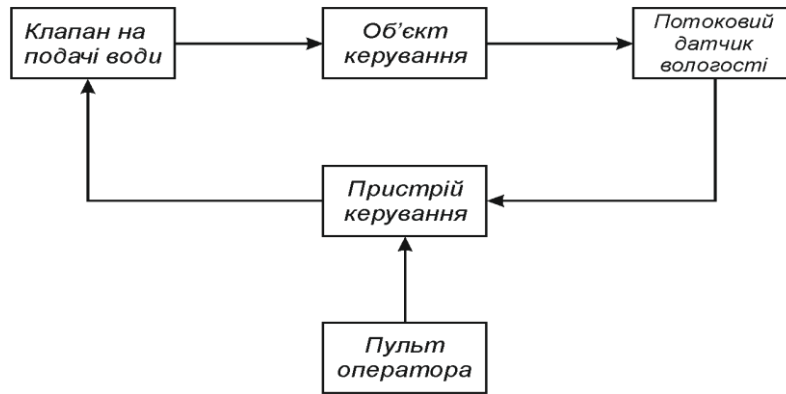 Клапан на
подачі води
Об’єкт
керування
Потоковий
датчик
вологості
Пристрій
керування
Пульт
оператора